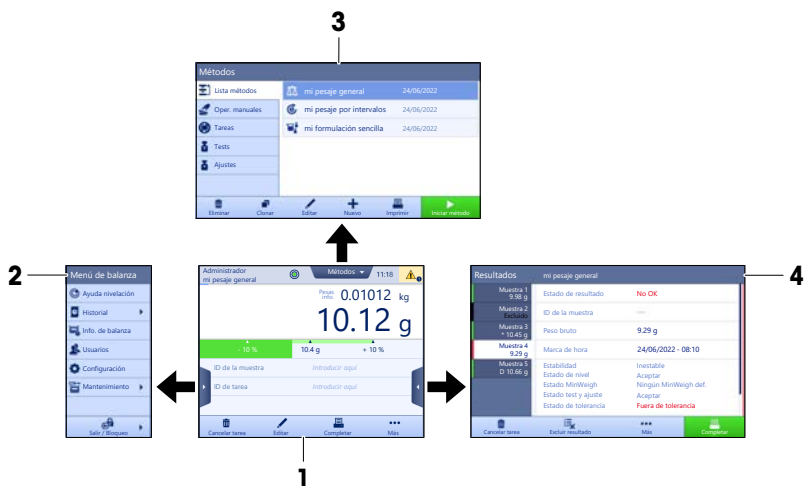 3
Métodos
Lista métodos
mi pesaje general 24/06/2022
Oper. manuales
mi pesaje por intervalos 24/06/2022
Tareas
mi formulación sencilla 24/06/2022
Tests
Ajustes
Eliminar Clonar Editar Nuevo Imprimir Iniciar método
2
Menú de balanza
Ayuda nivelación
Historial
Info. de balanza
Usuarios
Configuración
Mantenimiento
Salir / Bloqueo
Administrador
mi pesaje general
Métodos
11:18
Pesaje
info.
0.01012 kg
10.12 g
- 10 % 10.4 g + 10 %
ID de la muestra Introducir aquí
ID de tarea Introducir aquí
Cancelar tarea Editar Completar Más
1
4
Resultados mi pesaje general
Muestra 1
9.98 g
Muestra 2
Excluido
Muestra 3
* 10.45 g
Muestra 4
9.29 g
Muestra 5
D 10.66 g
Estado de resultado No OK
ID de la muestra ---
Peso bruto 9.29 g
Marca de hora 24/06/2022 - 08:10
Estabilidad Inestable
Estado de nivel Aceptar
Estado MinWeigh Ningún MinWeigh def.
Estado test y ajuste Aceptar
Estado de tolerancia Fuera de tolerancia
Cancelar tarea Excluir resultado Más Completar